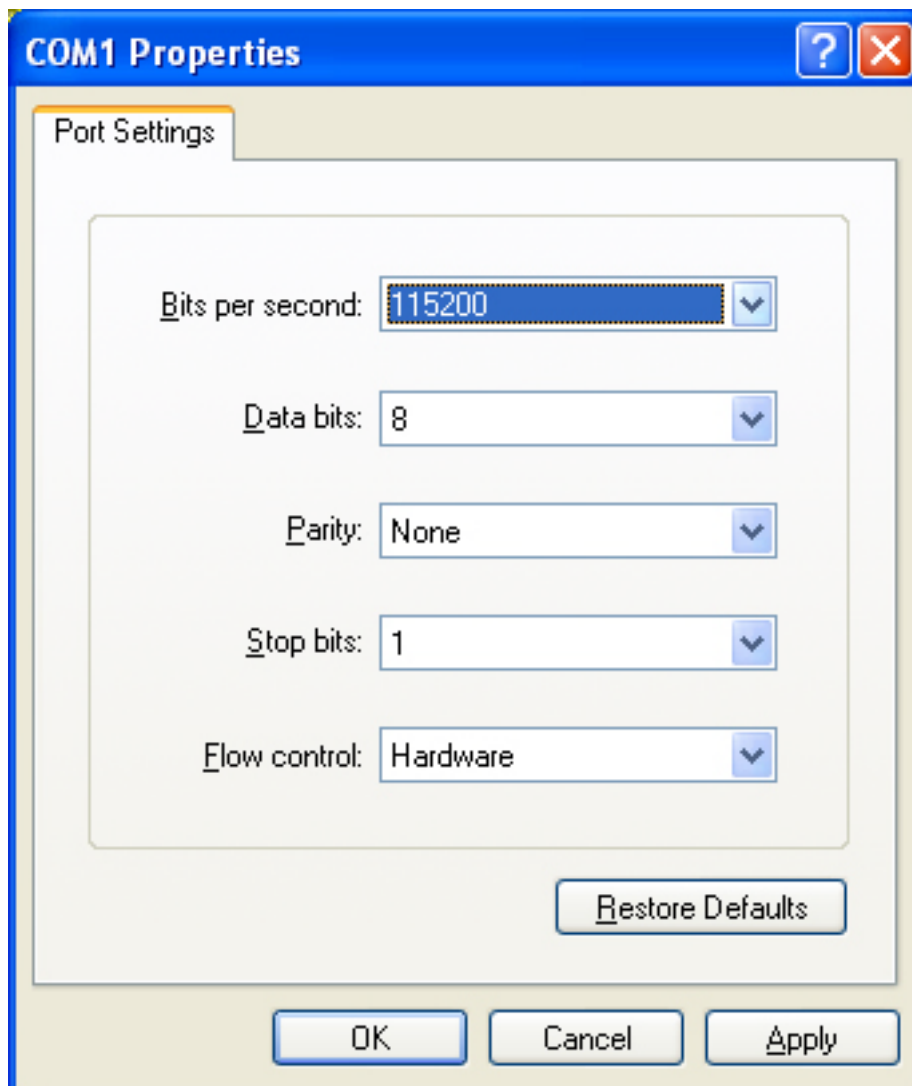 COM1 Properties
Port Settings
Bits per second: 115200
Data bits: 8
Parity: None
Stop bits: 1
Flow control: Hardware
Restore Defaults
OK Cancel Apply